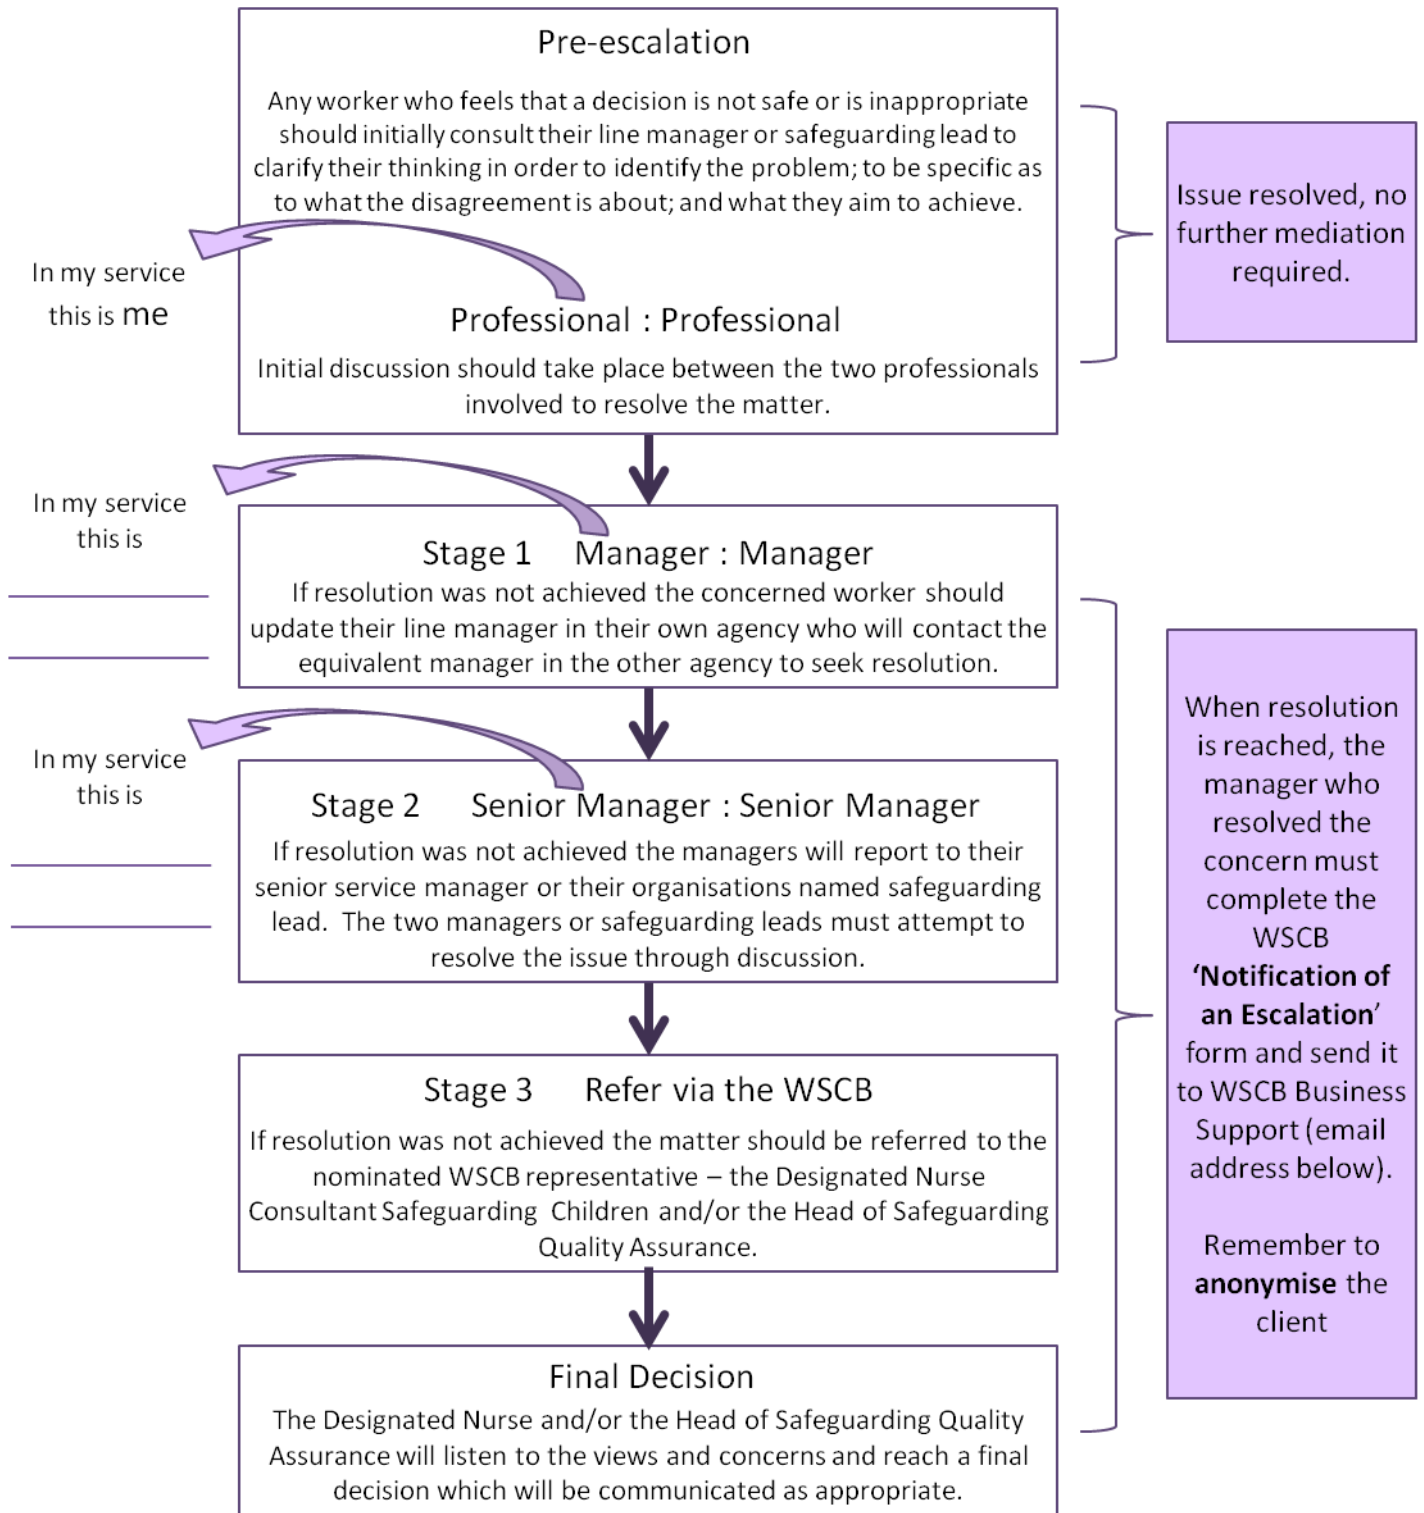 Pre-escalation
Any worker who feels that a decision is not safe or is inappropriate
should initially consult their line manager or safeguarding lead to
clarify their thinking in order to identify the problem; to be specific as
to what the disagreement is about; and what they aim to achieve.
Issue resolved, no
further mediation
required.
In my service
this is me
Professional : Professional
Initial discussion should take place between the two professionals
involved to resolve the matter.
In my service
this is
Stage 1 Manager : Manager
If resolution was not achieved the concerned worker should
update their line manager in their own agency who will contact the
equivalent manager in the other agency to seek resolution.
In my service
this is
Stage 2 Senior Manager : Senior Manager
If resolution was not achieved the managers will report to their
senior service manager or their organisations named safeguarding
lead. The two managers or safeguarding leads must attempt to
resolve the issue through discussion.
Stage 3 Refer via the WSCB
If resolution was not achieved the matter should be referred to the
nominated WSCB representative – the Designated Nurse
Consultant Safeguarding Children and/or the Head of Safeguarding
Quality Assurance.
Final Decision
The Designated Nurse and/or the Head of Safeguarding Quality
Assurance will listen to the views and concerns and reach a final
decision which will be communicated as appropriate.
When resolution
is reached, the
manager who
resolved the
concern must
complete the
WSCB
‘Notification of
an Escalation’
form and send it
to WSCB Business
Support (email
address below).
Remember to
anonymise the
client